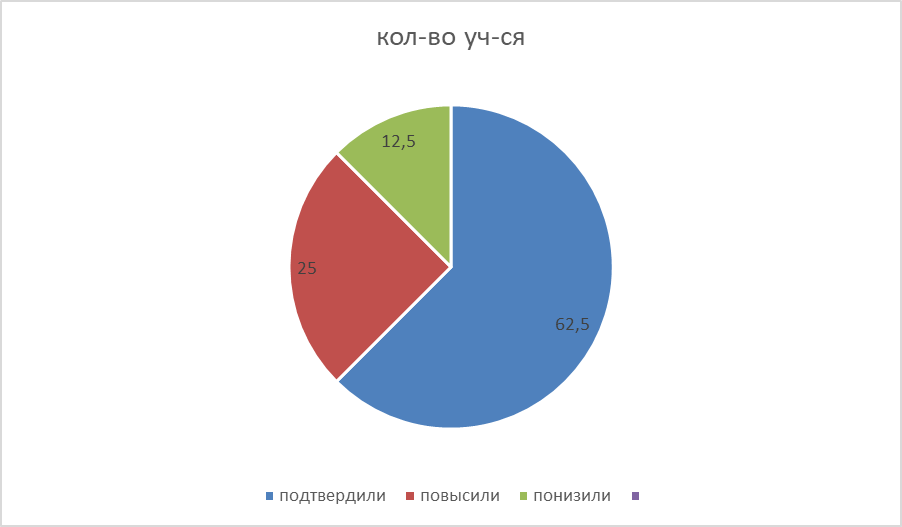 кол-во уч-ся
12,5
25
62,5
подтвердили повысили понизили